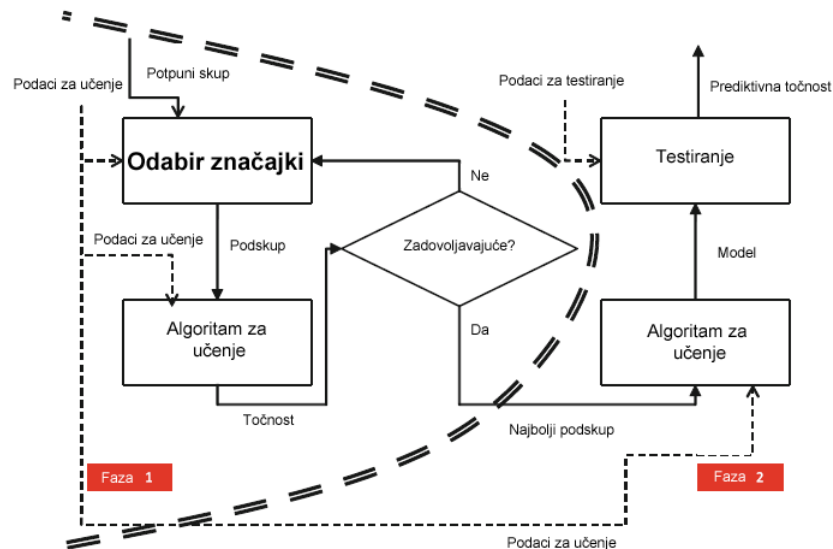 Potpuni skup
Podaci za učenje
Podaci za testiranje
Prediktivna točnost
Odabir značajki
Testiranje
Ne
Podaci za učenje
Podskup
Zadovoljavajuće?
Model
Algoritam za
učenje
Da
Algoritam za
učenje
Točnost
Najbolji podskup
Faza 1
Faza 2
Podaci za učenje